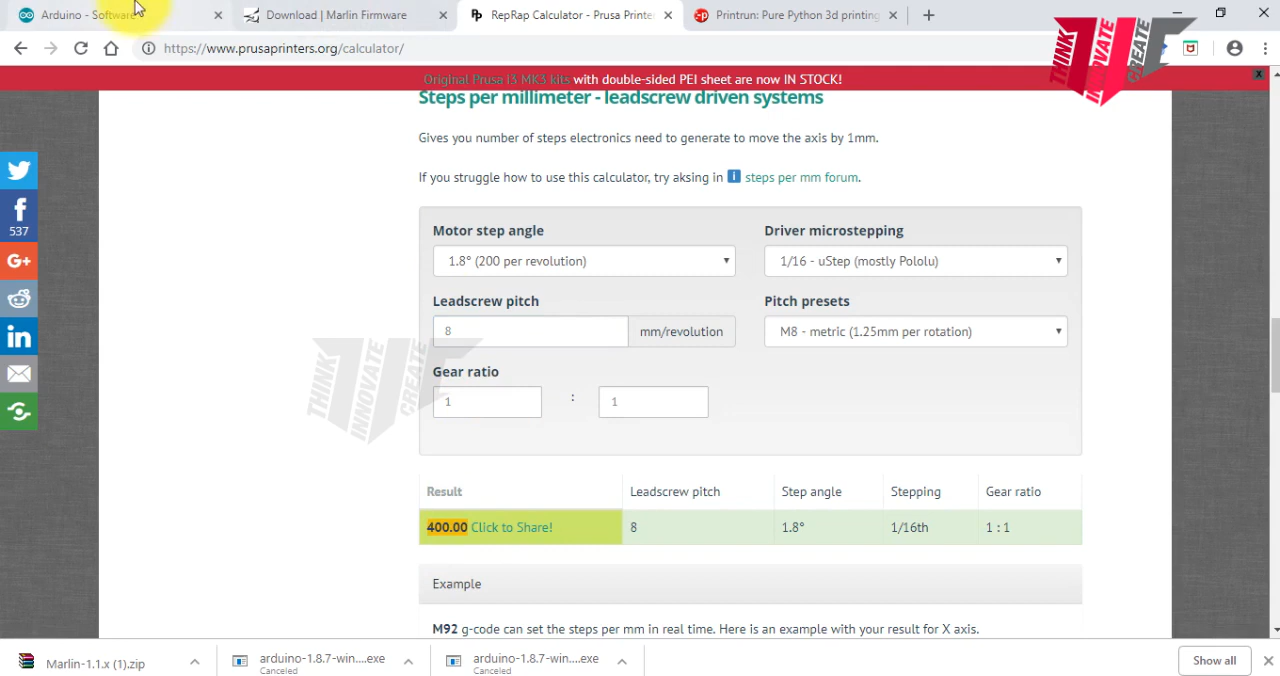 Arduino - Software
Download | Marlin Firmware
RepRap Calculator - Prusa Printe
Printrun: Pure Python 3d printing
https://www.prusaprinters.org/calculator/
THINK
INNOVATE
CREATE
Original Prusa i3 MK3 kits with double-sided PEI sheet are now IN STOCK!
X
Steps per millimeter - leadscrew driven systems
Gives you number of steps electronics need to generate to move the axis by 1mm.
If you struggle how to use this calculator, try aksing in i steps per mm forum.
537
G+
in
Motor step angle
Driver microstepping
1.8° (200 per revolution)
1/16 - uStep (mostly Pololu)
Leadscrew pitch
Pitch presets
8
mm/revolution
M8 - metric (1.25mm per rotation)
THINK
INNOVATE
CREATE
Gear ratio
1
:
1
Result
Leadscrew pitch
Step angle
Stepping
Gear ratio
400.00 Click to Share!
8
1.8°
1/16th
1 : 1
Example
M92 g-code can set the steps per mm in real time. Here is an example with your result for X axis.
Marlin-1.1.x (1).zip
arduino-1.8.7-win....exe
Canceled
arduino-1.8.7-win....exe
Canceled
Show all